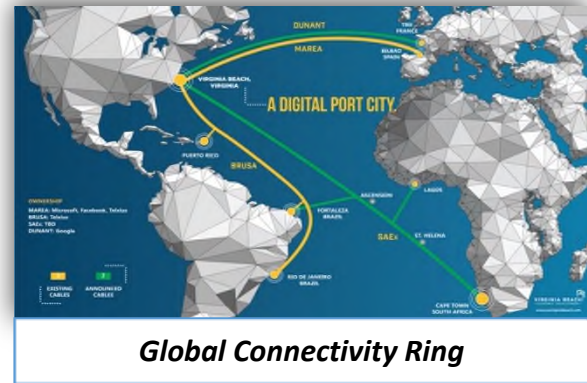 DUNANT
MAREA
TBD
FRANCE
BILBAO
SPAIN
VIRGINIA BEACH,
VIRGINIA
A DIGITAL PORT CITY.
PUERTO RICO
BRUSA
ASCENSION
LAGOS
FORTALEZA
BRAZIL
SAEx
ST. HELENA
OWNERSHIP
MAREA: Microsoft, Facebook, Telxius
BRUSA: Telxius
SAEx: TBD
DUNANT: Google
RIO DE JANEIRO
BRAZIL
2
2
EXISTING
CABLES
ANNOUNCED
CABLES
CAPE TOWN
SOUTH AFRICA
VIRGINIA BEACH
Global Connectivity Ring